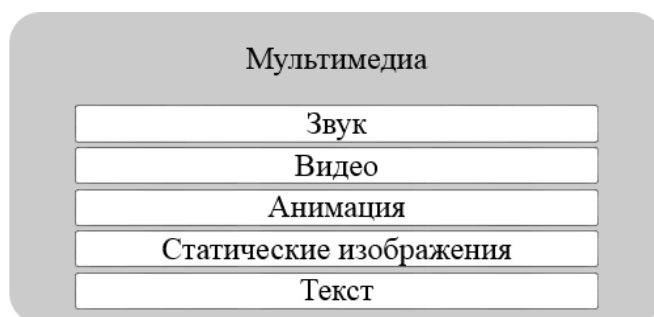 Мультимедиа
Звук
Видео
Анимация
Статические изображения
Текст